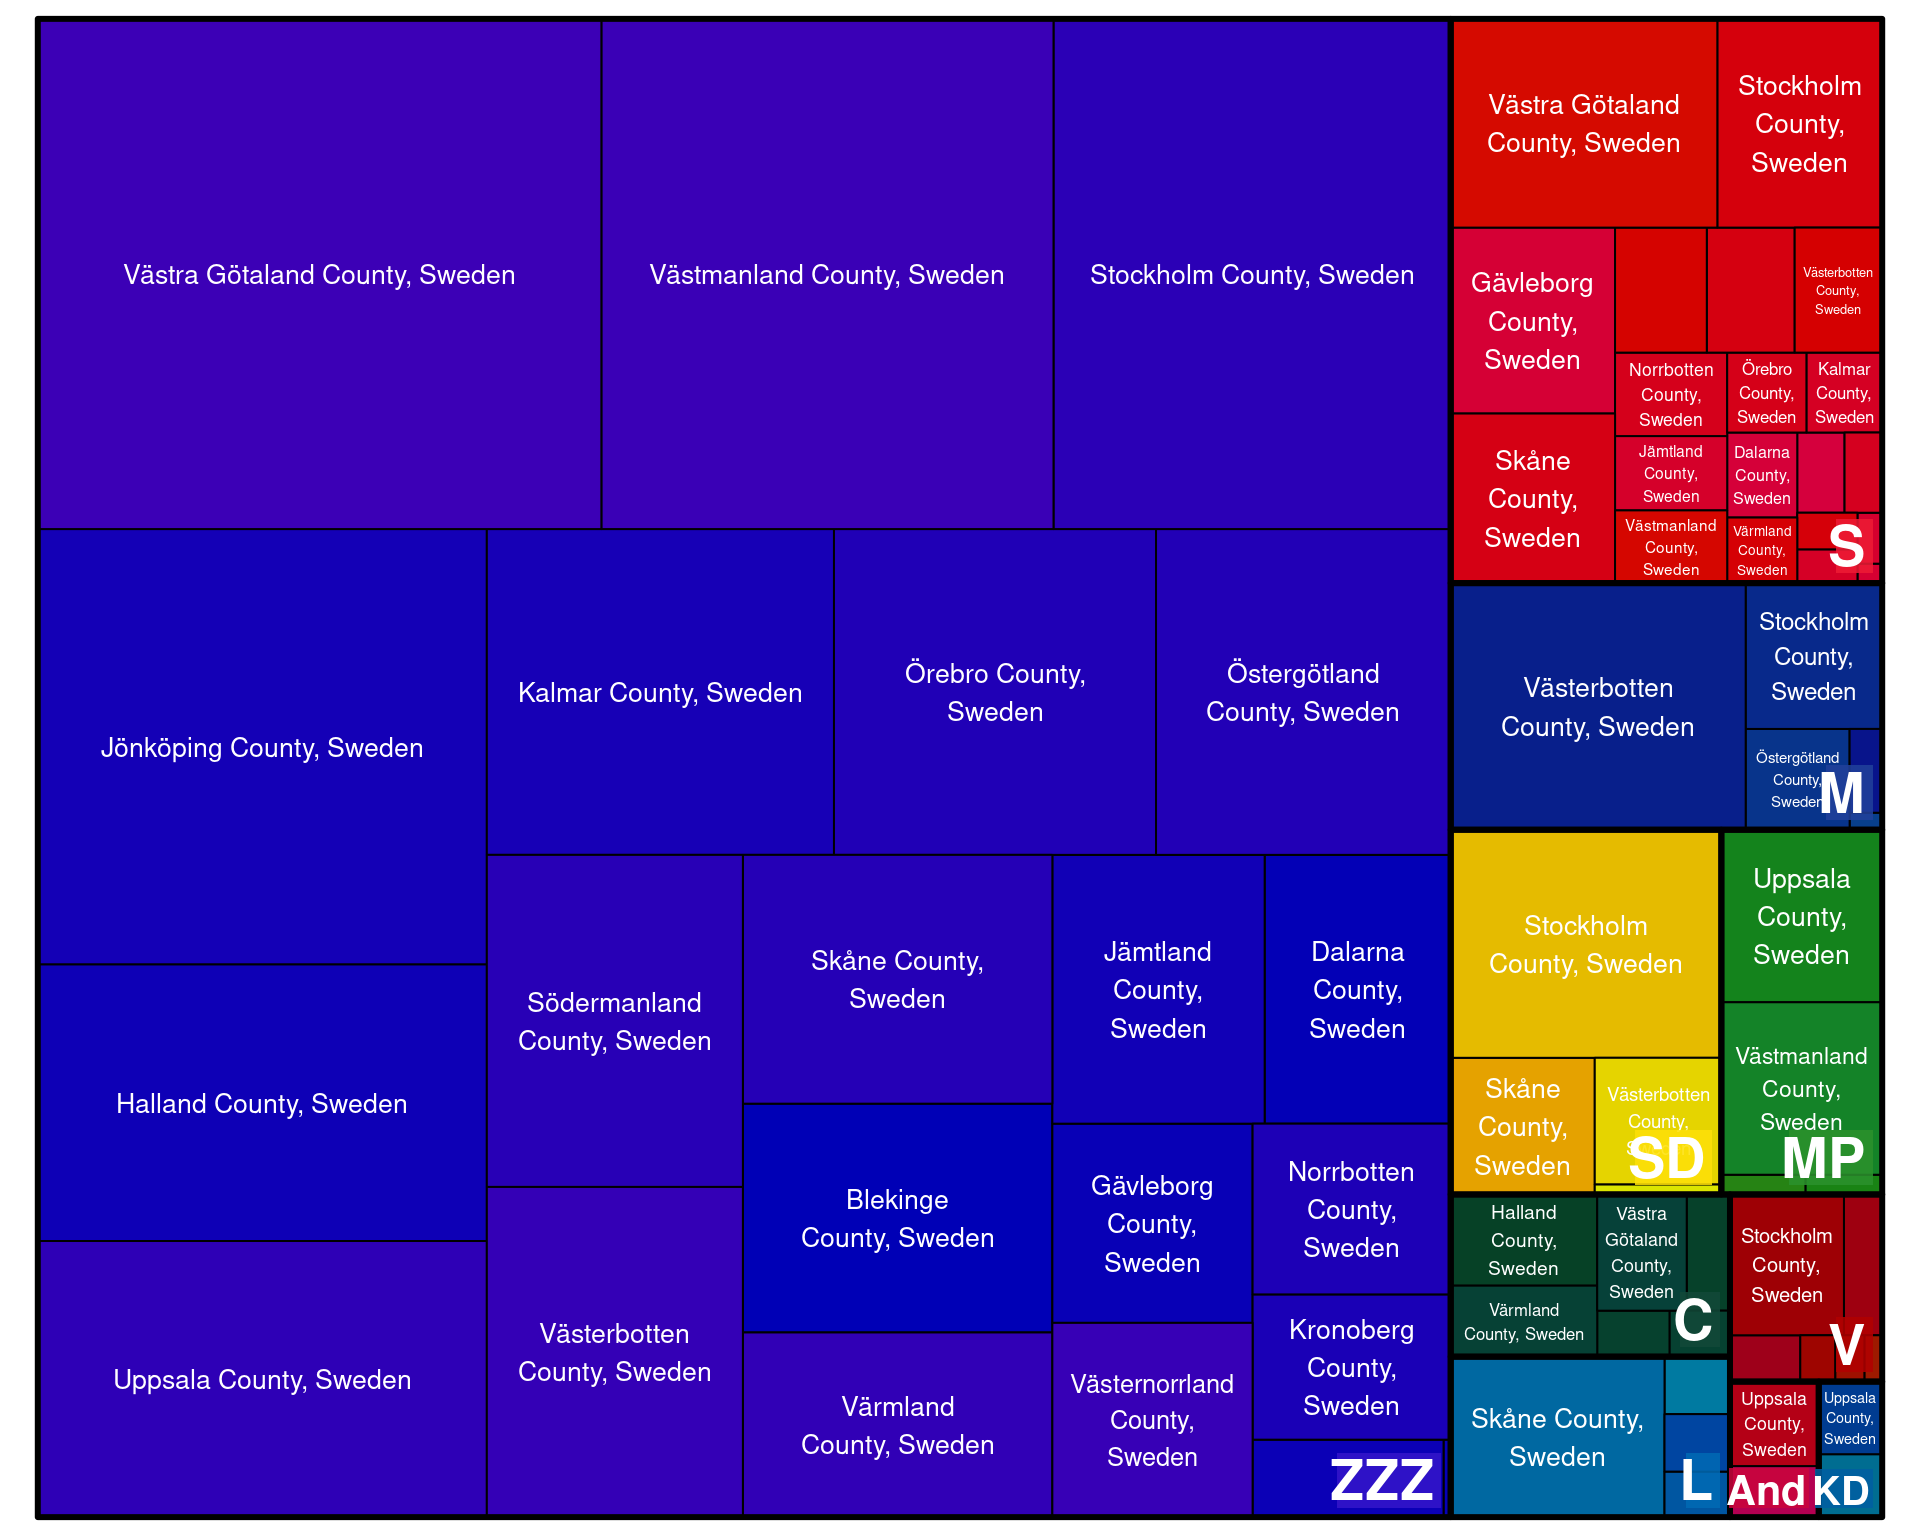 Västra Götaland County, Sweden
Västmanland County, Sweden
Stockholm County, Sweden
Jönköping County, Sweden
Kalmar County, Sweden
Örebro County,
Sweden
Östergötland
County, Sweden
Halland County, Sweden
Uppsala County, Sweden
Södermanland
County, Sweden
Västerbotten
County, Sweden
Skåne County,
Sweden
Blekinge
County, Sweden
Värmland
County, Sweden
Jämtland
County,
Sweden
Dalarna
County,
Sweden
Gävleborg
County,
Sweden
Norrbotten
County,
Sweden
Västernorrland
County,
Sweden
Kronoberg
County,
Sweden
ZZZ
Västra Götaland
County, Sweden
Stockholm
County,
Sweden
Gävleborg
County,
Sweden
Skåne
County,
Sweden
Västerbotten
County,
Sweden
Norrbotten
County,
Sweden
Örebro
County,
Sweden
Kalmar
County,
Sweden
Jämtland
County,
Sweden
Dalarna
County,
Sweden
Västmanland
County,
Sweden
Värmland
County,
Sweden
S
Västerbotten
County, Sweden
Stockholm
County,
Sweden
Östergötland
County,
Sweden
M
Stockholm
County, Sweden
Skåne
County,
Sweden
Västerbotten
County,
SD
Uppsala
County,
Sweden
Västmanland
County,
Sweden
MP
Halland
County,
Sweden
Värmland
County, Sweden
Västra
Götaland
County,
Sweden
C
Stockholm
County,
Sweden
V
Skåne County,
Sweden
L
Uppsala
County,
Sweden
And
Uppsala
County,
Sweden
KD